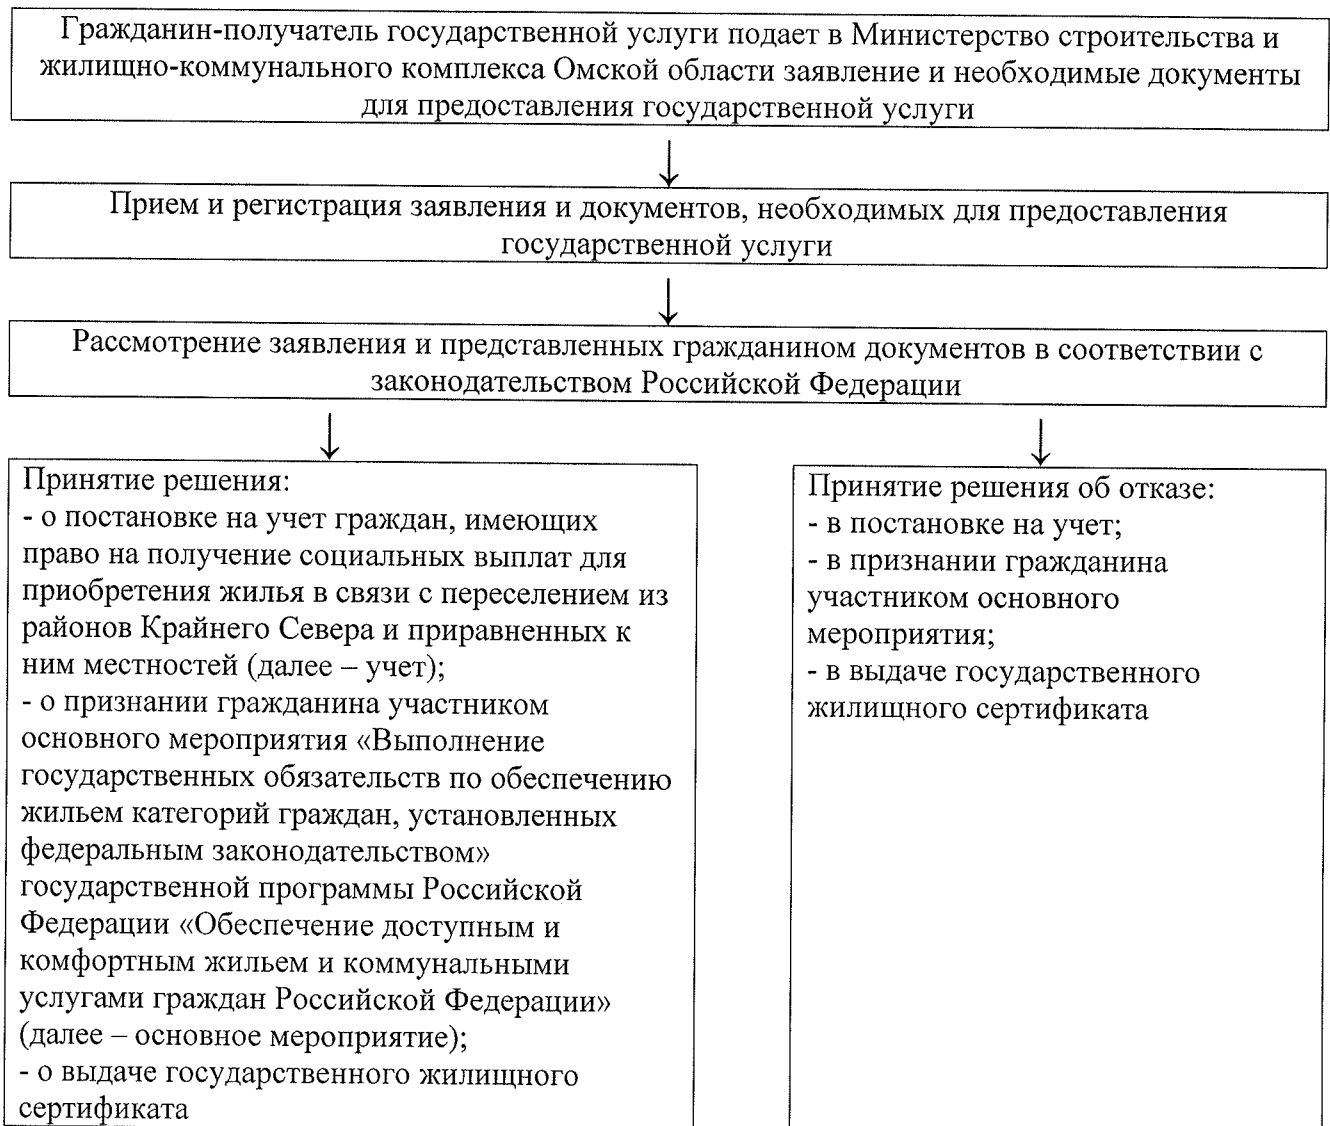 Гражданин-получатель государственной услуги подает в Министерство строительства и
жилищно-коммунального комплекса Омской области заявление и необходимые документы
для предоставления государственной услуги
Прием и регистрация заявления и документов, необходимых для предоставления
государственной услуги
Рассмотрение заявления и представленных гражданином документов в соответствии с
законодательством Российской Федерации
Принятие решения:
- о постановке на учет граждан, имеющих
право на получение социальных выплат для
приобретения жилья в связи с переселением из
районов Крайнего Севера и приравненных к
ним местностей (далее – учет);
- о признании гражданина участником
основного мероприятия «Выполнение
государственных обязательств по обеспечению
жильем категорий граждан, установленных
федеральным законодательством»
государственной программы Российской
Федерации «Обеспечение доступным и
комфортным жильем и коммунальными
услугами граждан Российской Федерации»
(далее – основное мероприятие);
- о выдаче государственного жилищного
сертификата
Принятие решения об отказе:
- в постановке на учет;
- в признании гражданина
участником основного
мероприятия;
- в выдаче государственного
жилищного сертификата